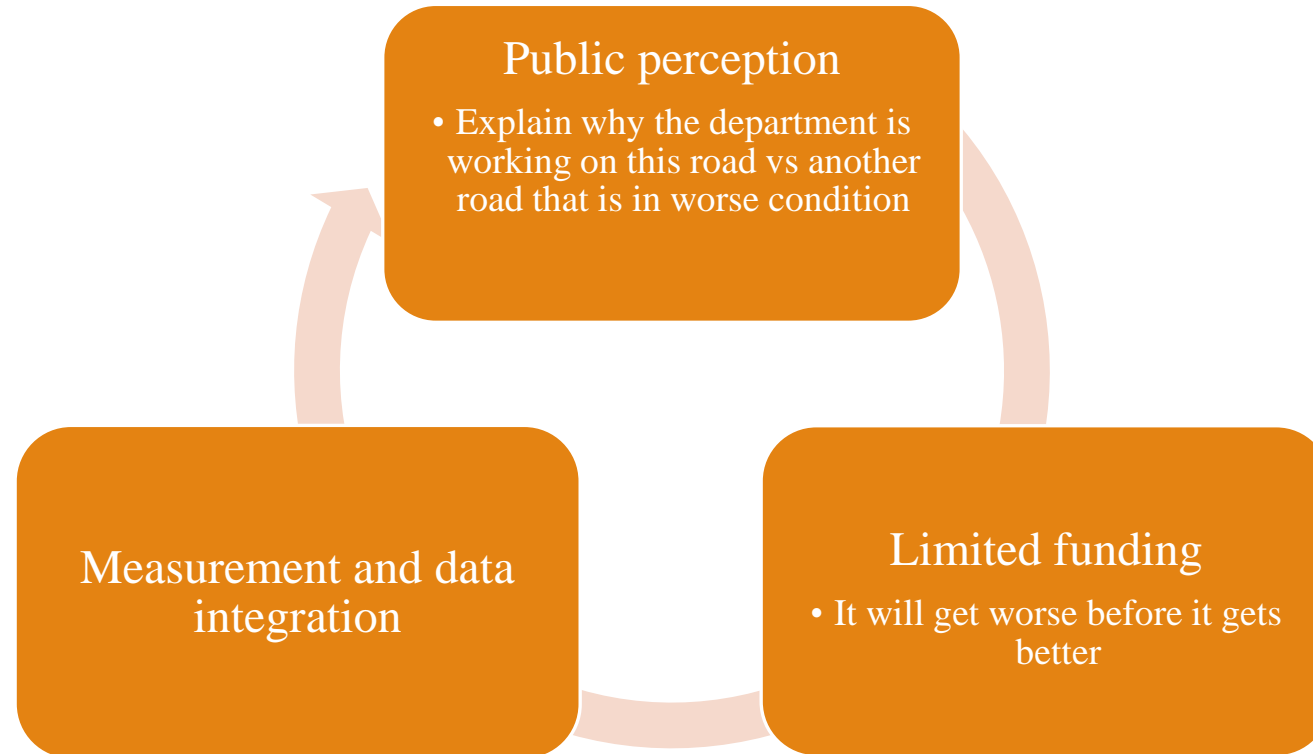 Public perception
• Explain why the department is
working on this road vs another
road that is in worse condition
Measurement and data
integration
Limited funding
• It will get worse before it gets
better